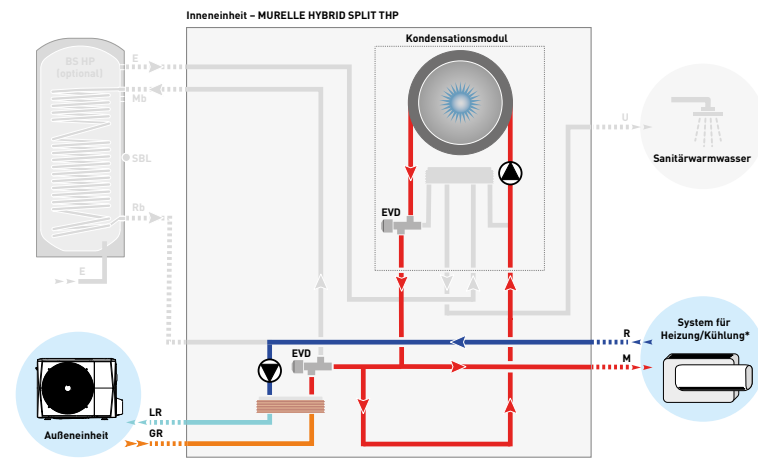 Inneneinheit – MURELLE HYBRID SPLIT THP
Kondensationsmodul
BS HP
(optional)
E
Mb
SBL
Rb
E
U
Sanitärwarmwasser
EVD
EVD
R
M
System für
Heizung/Kühlung*
LR
GR
Außeneinheit